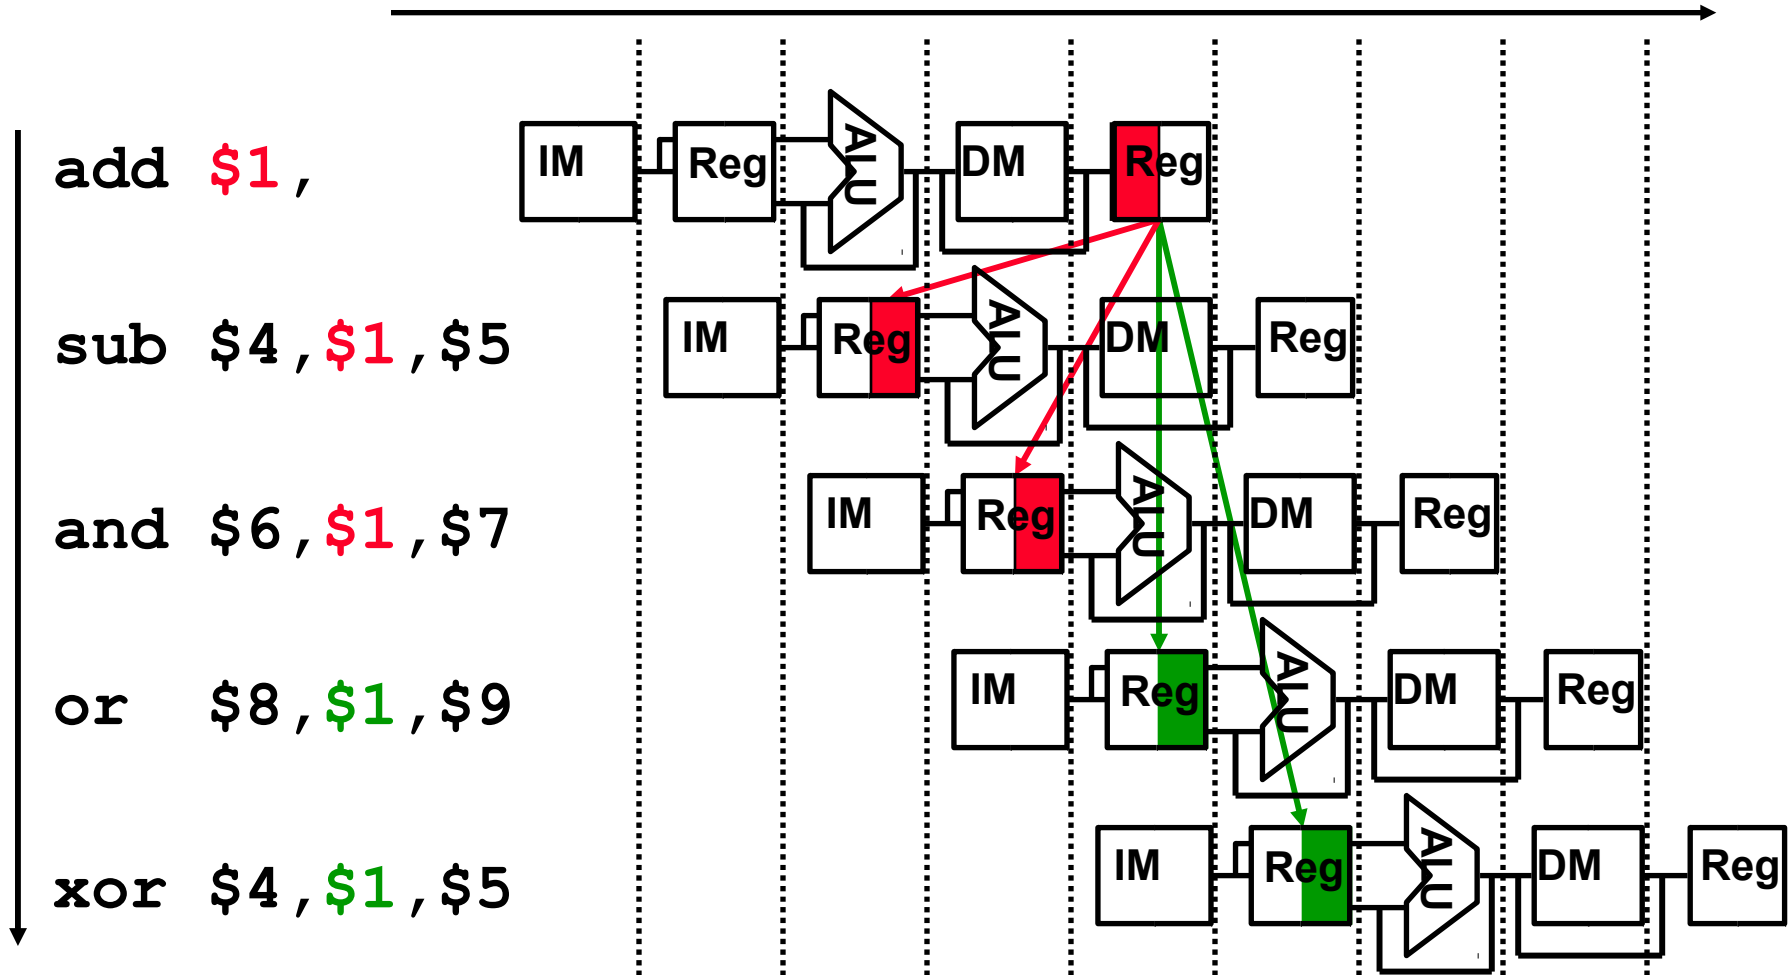 add $1, IM Reg ALU DM Reg
sub $4,$1,$5 IM Reg ALU DM Reg
and $6,$1,$7 IM Reg ALU DM Reg
or $8,$1,$9 IM Reg ALU DM Reg
xor $4,$1,$5 IM Reg ALU DM Reg